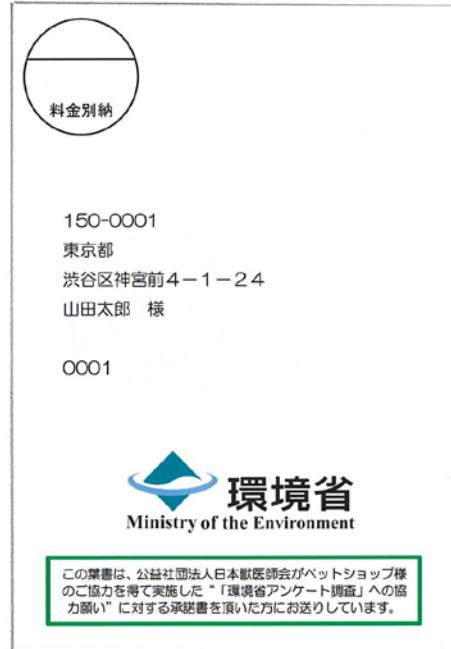 料金別納
150-0001
東京都
渋谷区神宮前4-1-24
山田太郎 様
0001
環境省
Ministry of the Environment
この葉書は、公益社団法人日本獣医師会がペットショップ様
のご協力を得て実施した“「環境省アンケート調査」への協
力願い”に対する承諾書を頂いた方にお送りしています。